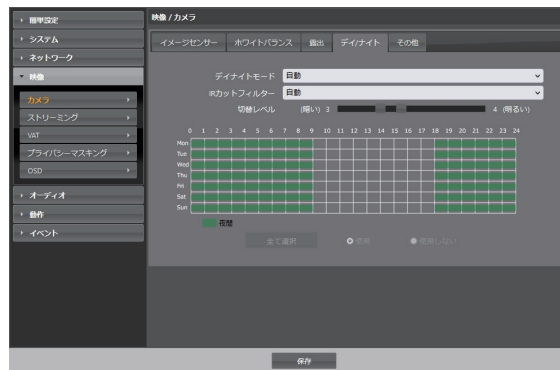 簡単設定
システム
ネットワーク
映像
カメラ
ストリーミング
VAT
プライバシーマスキング
OSD
オーディオ
動作
イベント
映像 / カメラ
イメージセンサー ホワイトバランス 露出 デイ/ナイト その他
デイナイトモード 自動
IRカットフィルター 自動
切替レベル (暗い) 3 4 (明るい)
0 1 2 3 4 5 6 7 8 9 10 11 12 13 14 15 16 17 18 19 20 21 22 23 24
Mon
Tue
Wed
Thu
Fri
Sat
Sun
夜間
全て選択 使用 使用しない
保存